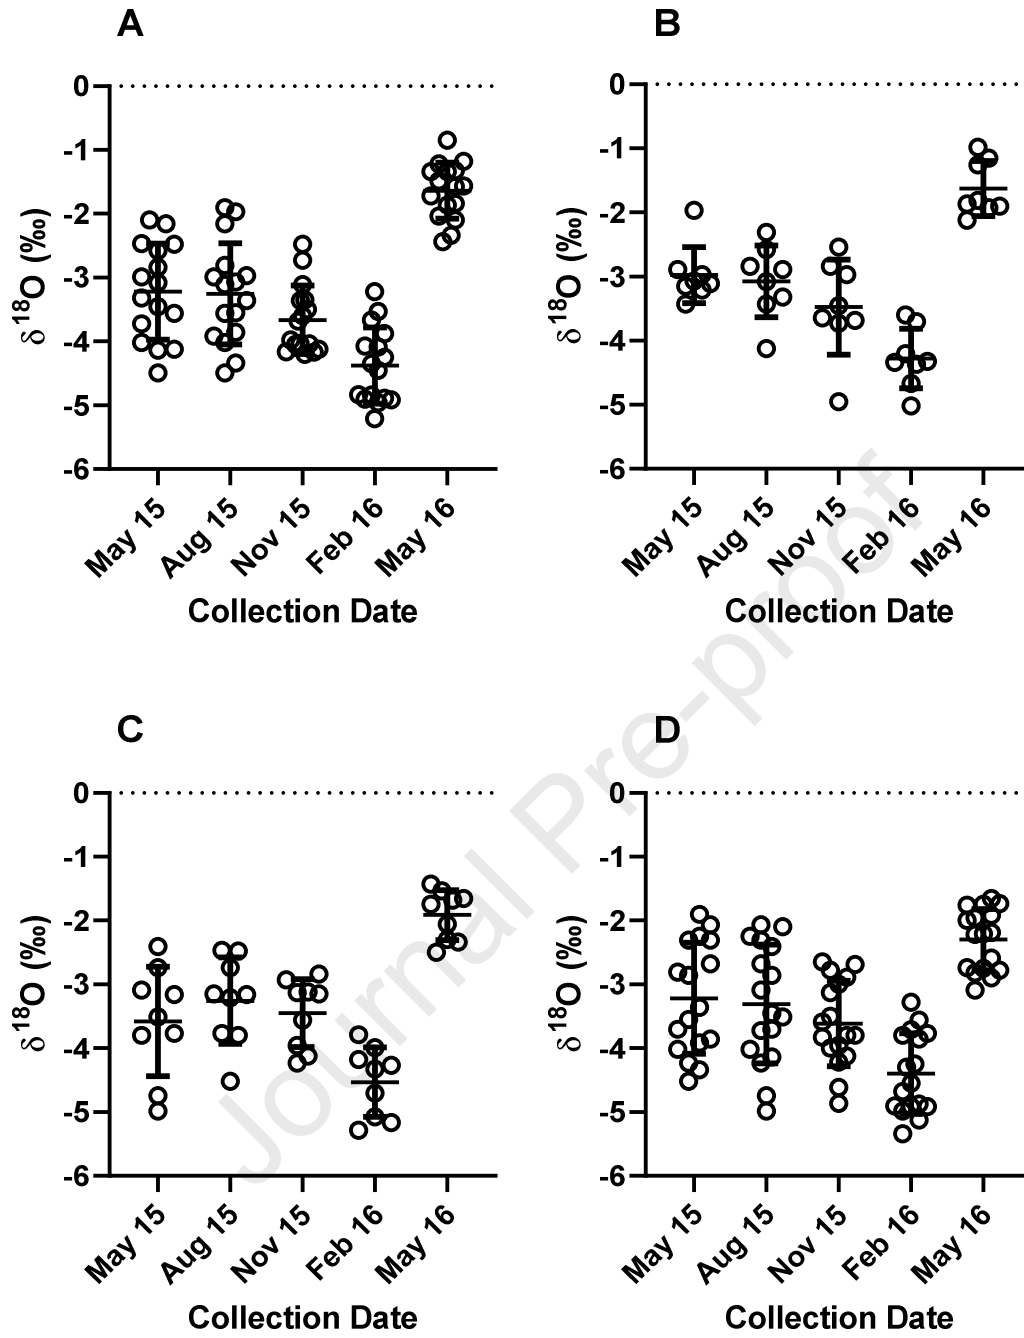 A
0
-1
-2
-3
-4
-5
-6
δ 18O (‰)
May 15
Aug 15
Nov 15
Feb 16
May 16
Collection Date
B
0
-1
-2
-3
-4
-5
-6
δ 18O (‰)
May 15
Aug 15
Nov 15
Feb 16
May 16
Collection Date
C
0
-1
-2
-3
-4
-5
-6
δ 18O (‰)
May 15
Aug 15
Nov 15
Feb 16
May 16
Collection Date
D
0
-1
-2
-3
-4
-5
-6
δ 18O (‰)
May 15
Aug 15
Nov 15
Feb 16
May 16
Collection Date
Journal Pre-proof